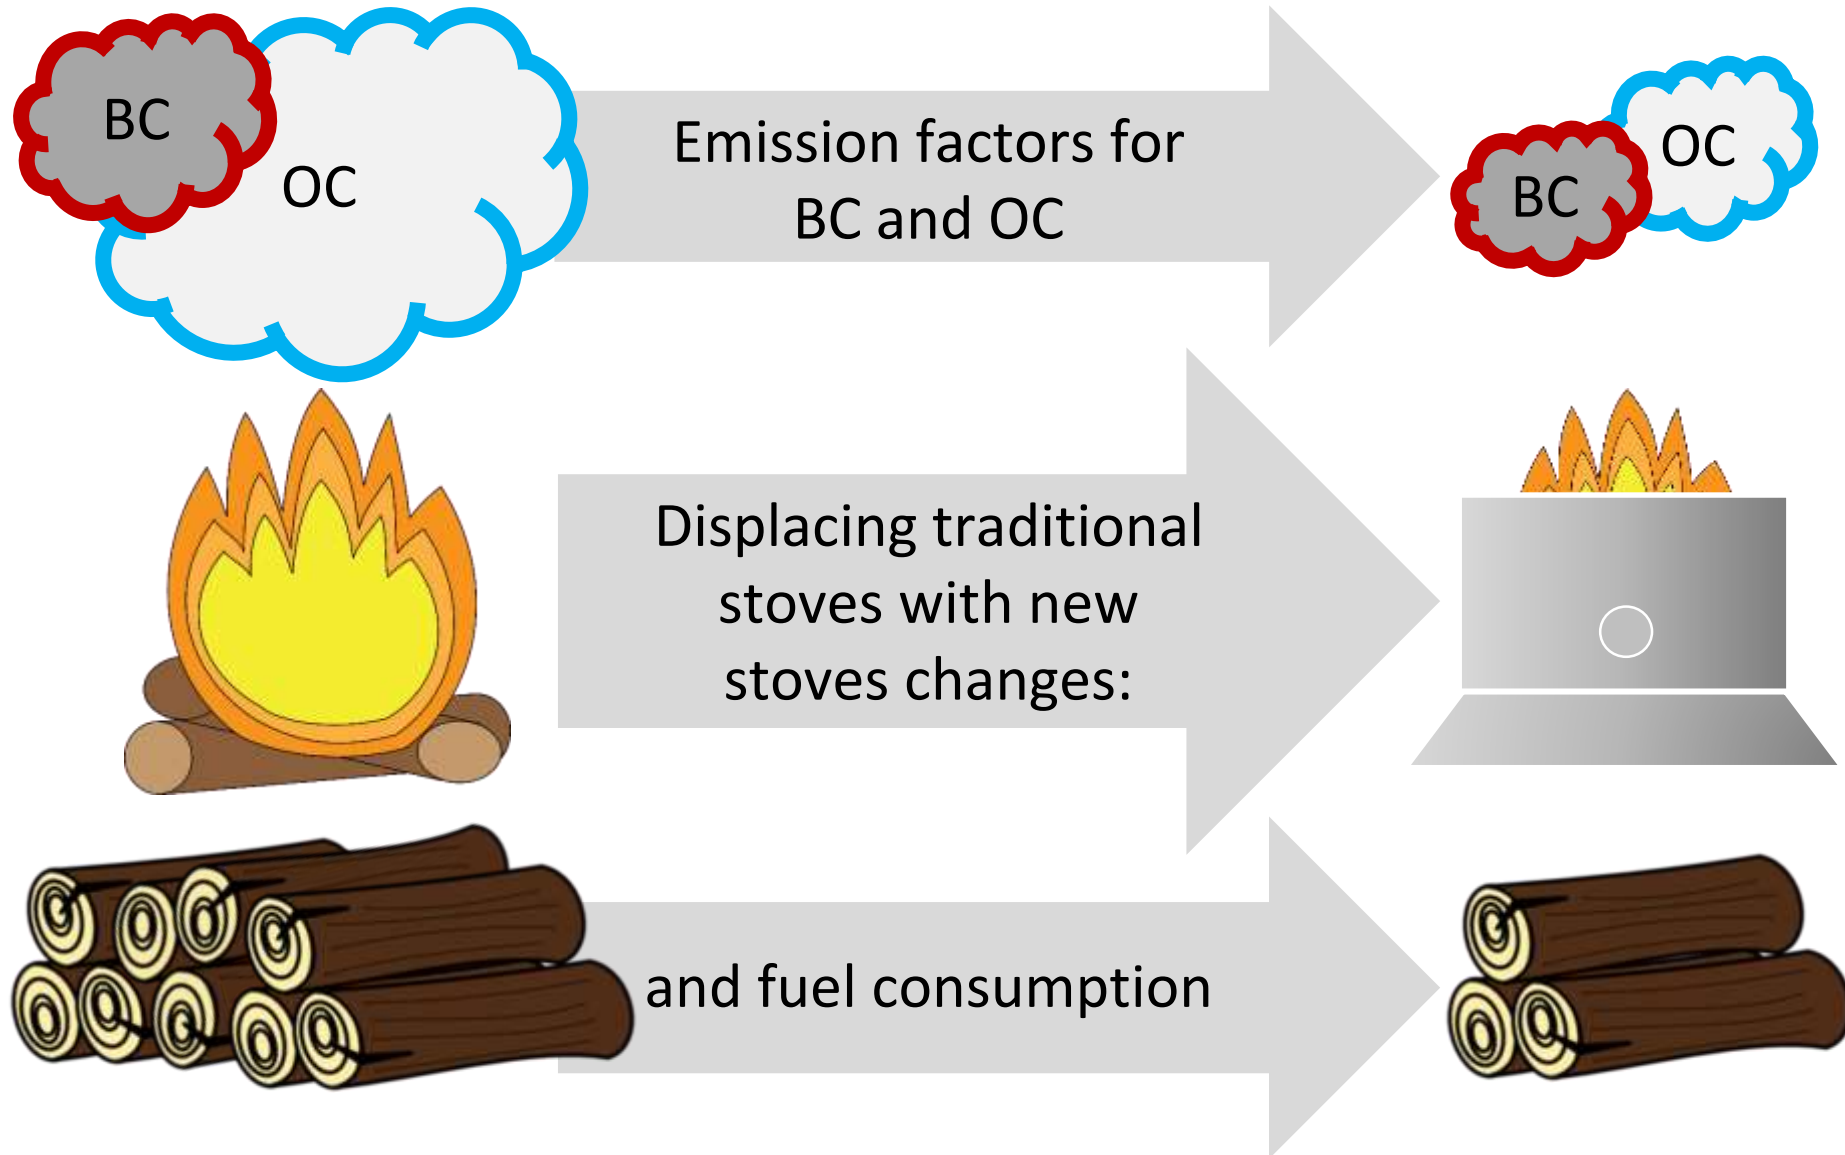 BC
OC
Emission factors for
BC and OC
OC
BC
Displacing traditional
stoves with new
stoves changes:
and fuel consumption